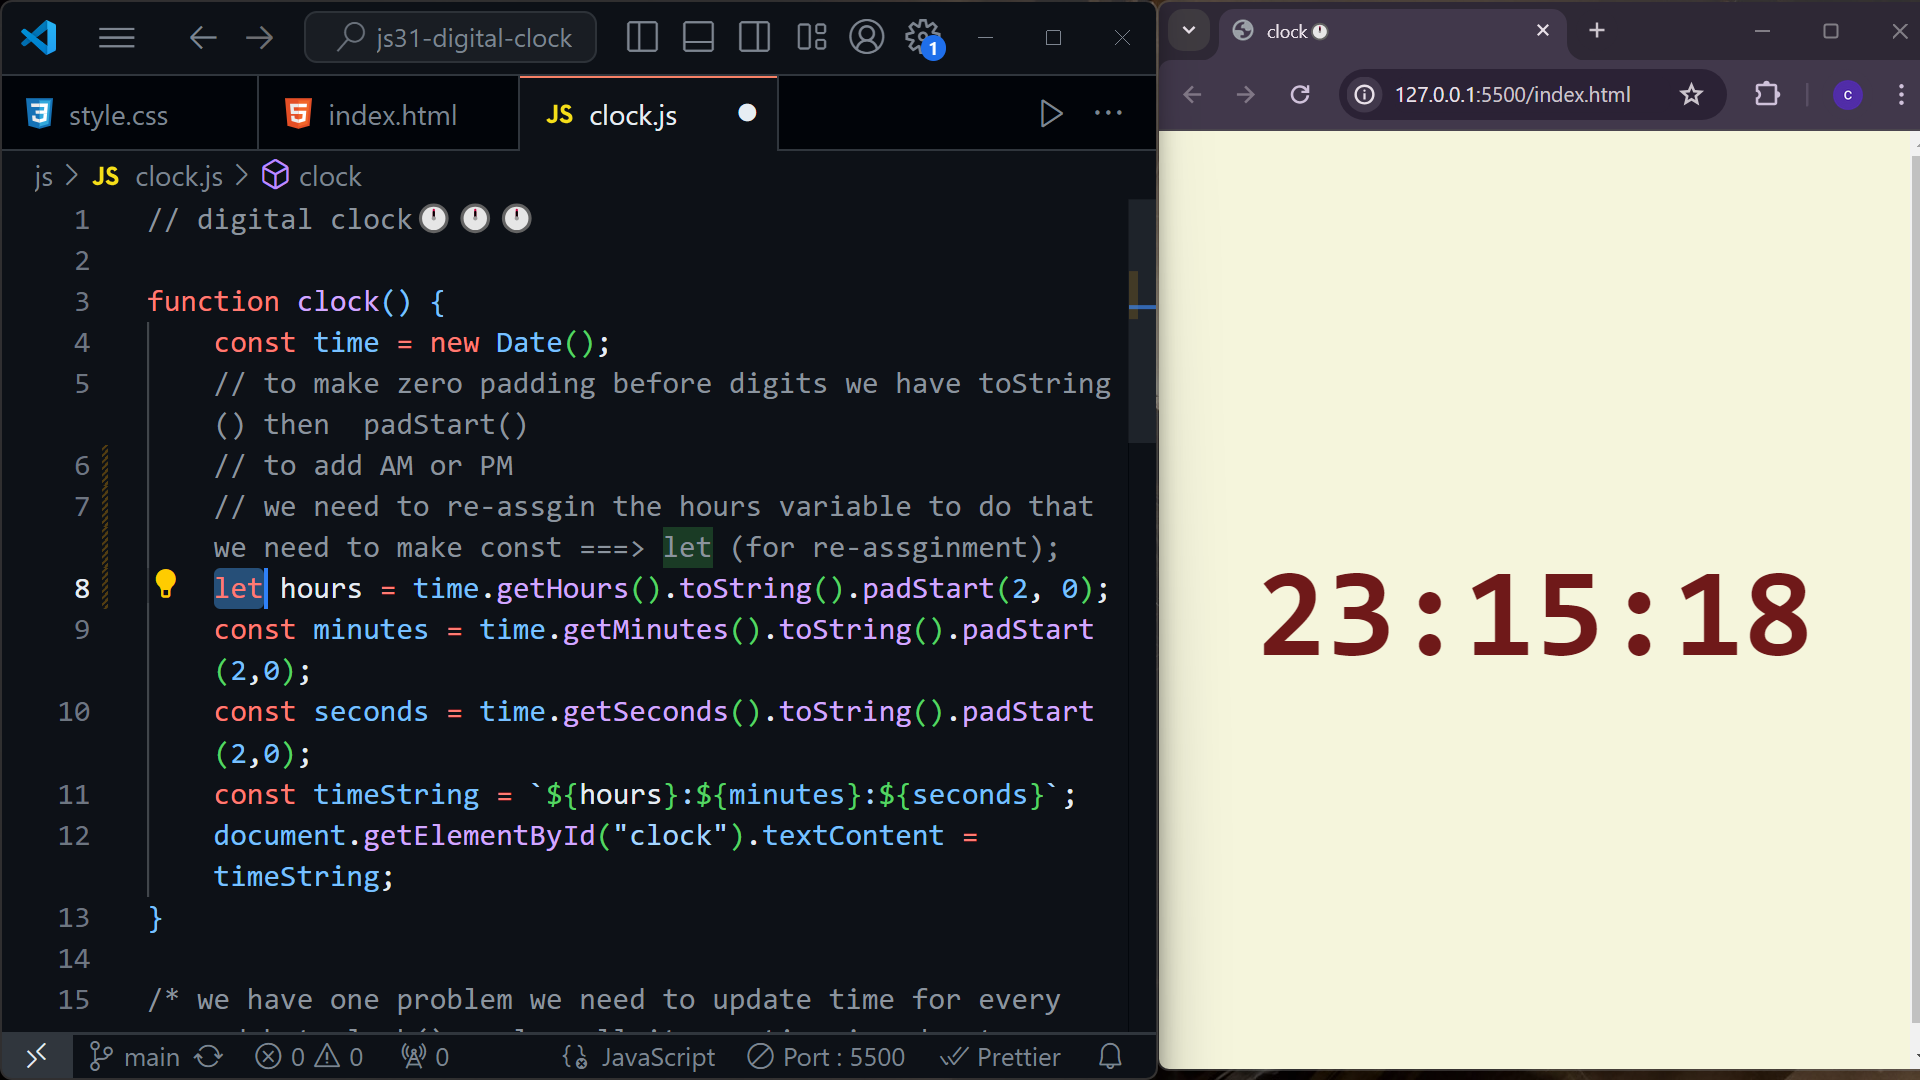 js31-digital-clock
1
style.css
index.html
JS clock.js
js > JS clock.js > clock
1 // digital clock🕛🕛🕛
2
3 function clock() {
4 const time = new Date();
5 // to make zero padding before digits we have toString
() then  padStart()
6 // to add AM or PM
7 // we need to re-assgin the hours variable to do that
we need to make const ===> let (for re-assginment);
8 let hours = time.getHours().toString().padStart(2, 0);
9 const minutes = time.getMinutes().toString().padStart
(2,0);
10 const seconds = time.getSeconds().toString().padStart
(2,0);
11 const timeString = `${hours}:${minutes}:${seconds}`;
12 document.getElementById("clock").textContent =
timeString;
13 }
14
15 /* we have one problem we need to update time for every
main 0 0 0 JavaScript Port : 5500 Prettier
clock🕛
127.0.0.1:5500/index.html
c
23:15:18